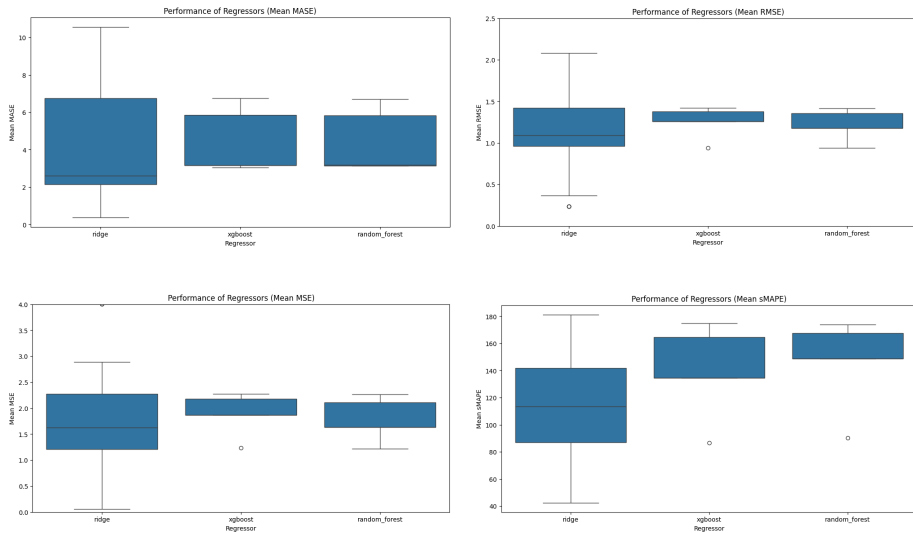 Performance of Regressors (Mean MASE)
10
8
6
4
2
0
Mean MASE
ridge
xgboost
random_forest
Regressor
Performance of Regressors (Mean RMSE)
2.5
2.0
1.5
1.0
0.5
0.0
Mean RMSE
ridge
xgboost
random_forest
Regressor
Performance of Regressors (Mean MSE)
4.0
3.5
3.0
2.5
2.0
1.5
1.0
0.5
0.0
Mean MSE
ridge
xgboost
random_forest
Regressor
Performance of Regressors (Mean sMAPE)
180
160
140
120
100
80
60
40
Mean sMAPE
ridge
xgboost
random_forest
Regressor